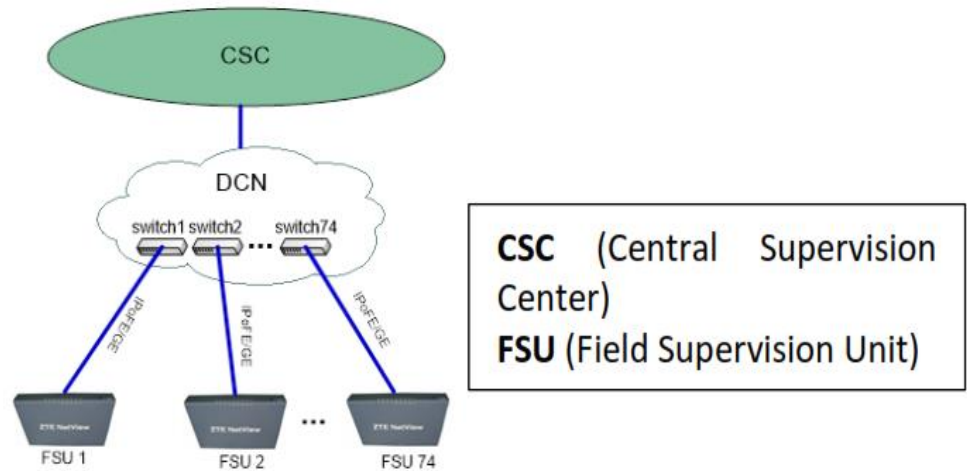 CSC
DCN
switch1 switch2 ... switch74
IPoFE/GE
IPoFE/GE
IPoFE/GE
ZTE NetView
ZTE NetView
ZTE NetView
...
FSU 1
FSU 2
FSU 74
CSC (Central Supervision
Center)
FSU (Field Supervision Unit)